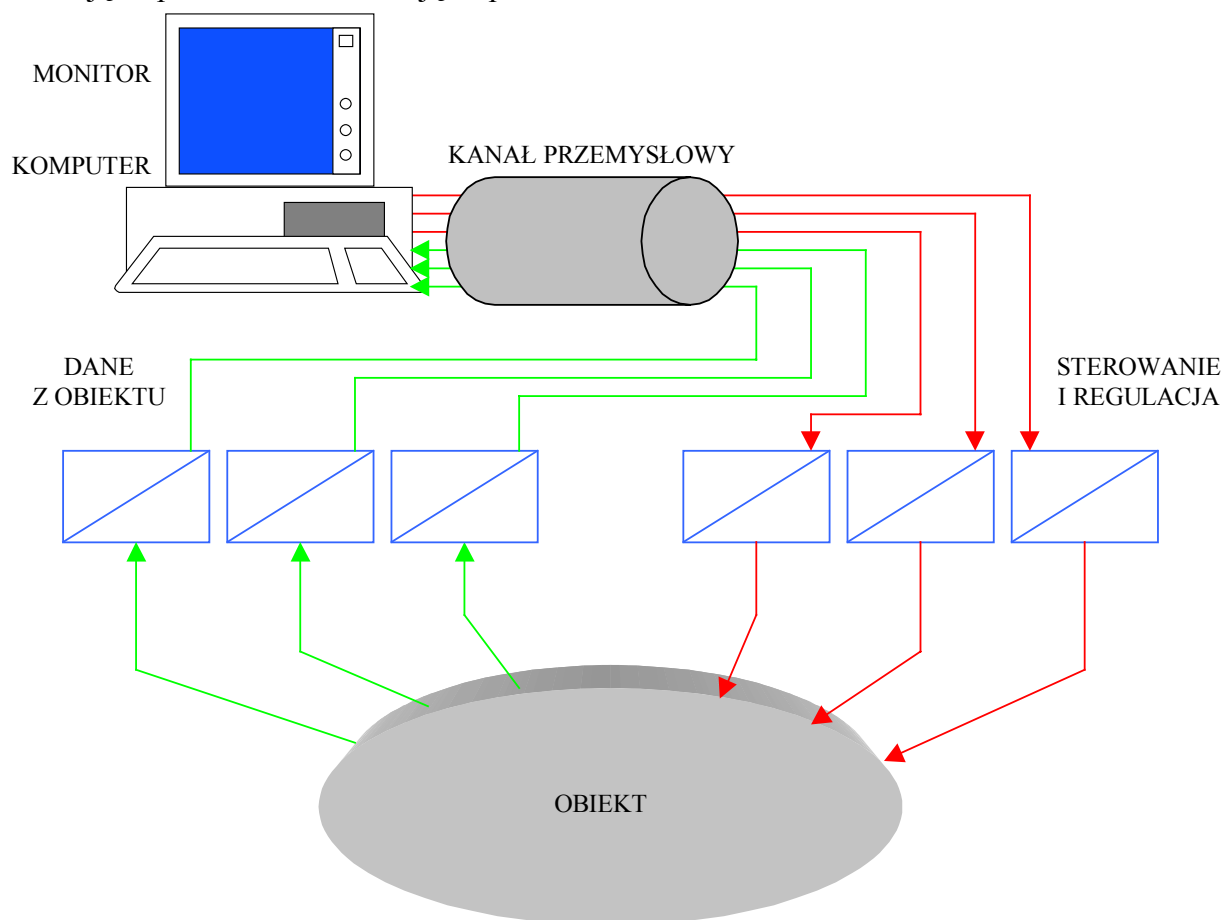 MONITOR
KOMPUTER
KANAŁ PRZEMYSŁOWY
DANE
Z OBIEKTU
STEROWANIE
I REGULACJA
OBIEKT